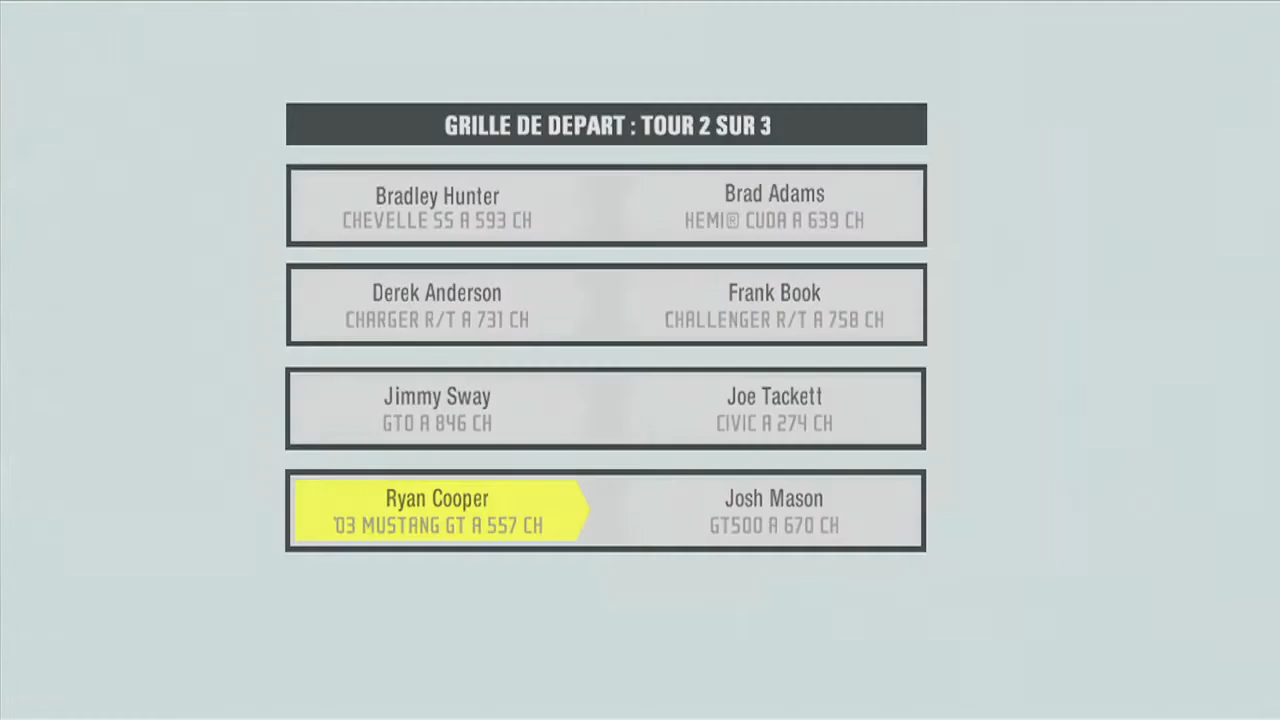 GRILLE DE DEPART : TOUR 2 SUR 3
Bradley Hunter
CHEVELLE SS A 593 CH
Brad Adams
HEMI® CUDA A 639 CH
Derek Anderson
CHARGER R/T A 731 CH
Frank Book
CHALLENGER R/T A 758 CH
Jimmy Sway
GTO A 846 CH
Joe Tackett
CIVIC A 274 CH
Ryan Cooper
'03 MUSTANG GT A 557 CH
Josh Mason
GT500 A 670 CH